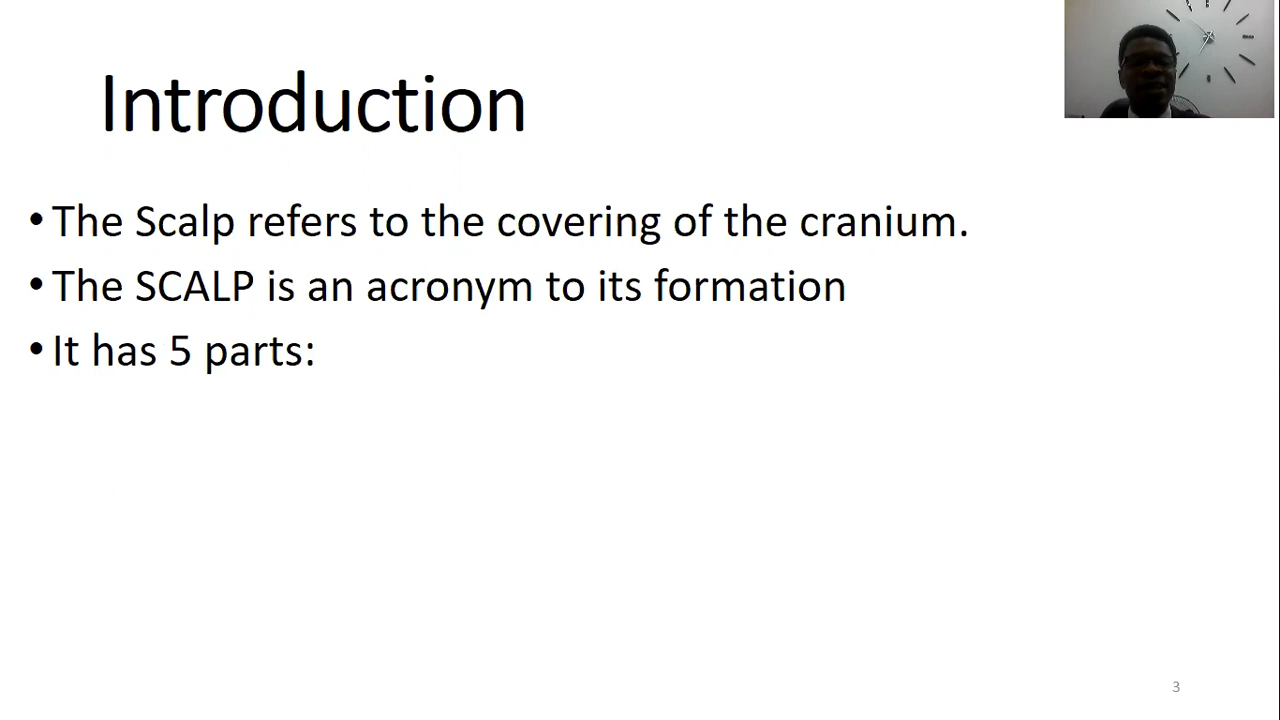 Introduction
• The Scalp refers to the covering of the cranium.
• The SCALP is an acronym to its formation
• It has 5 parts:
3